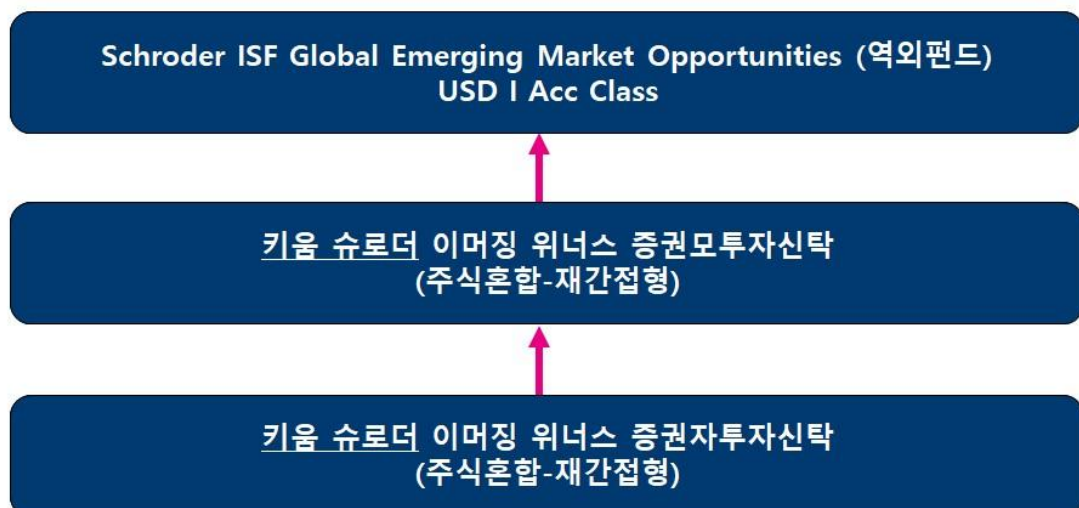 Schroder ISF Global Emerging Market Opportunities (역외펀드)
USD I Acc Class
키움 슈로더 이머징 위너스 증권모투자신탁
(주식혼합-재간접형)
키움 슈로더 이머징 위너스 증권자투자신탁
(주식혼합-재간접형)